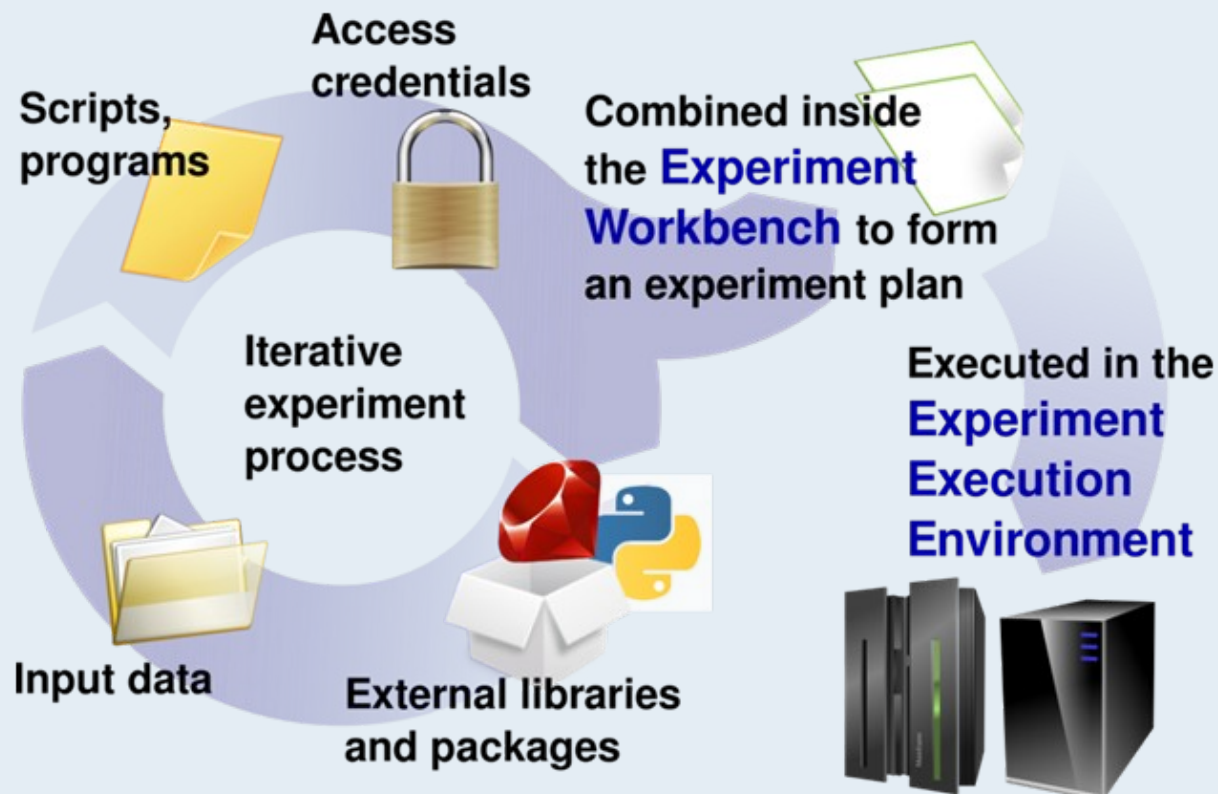 Access
credentials
Scripts,
programs
Combined inside
the Experiment
Workbench to form
an experiment plan
Iterative
experiment
process
Executed in the
Experiment
Execution
Environment
Input data
External libraries
and packages